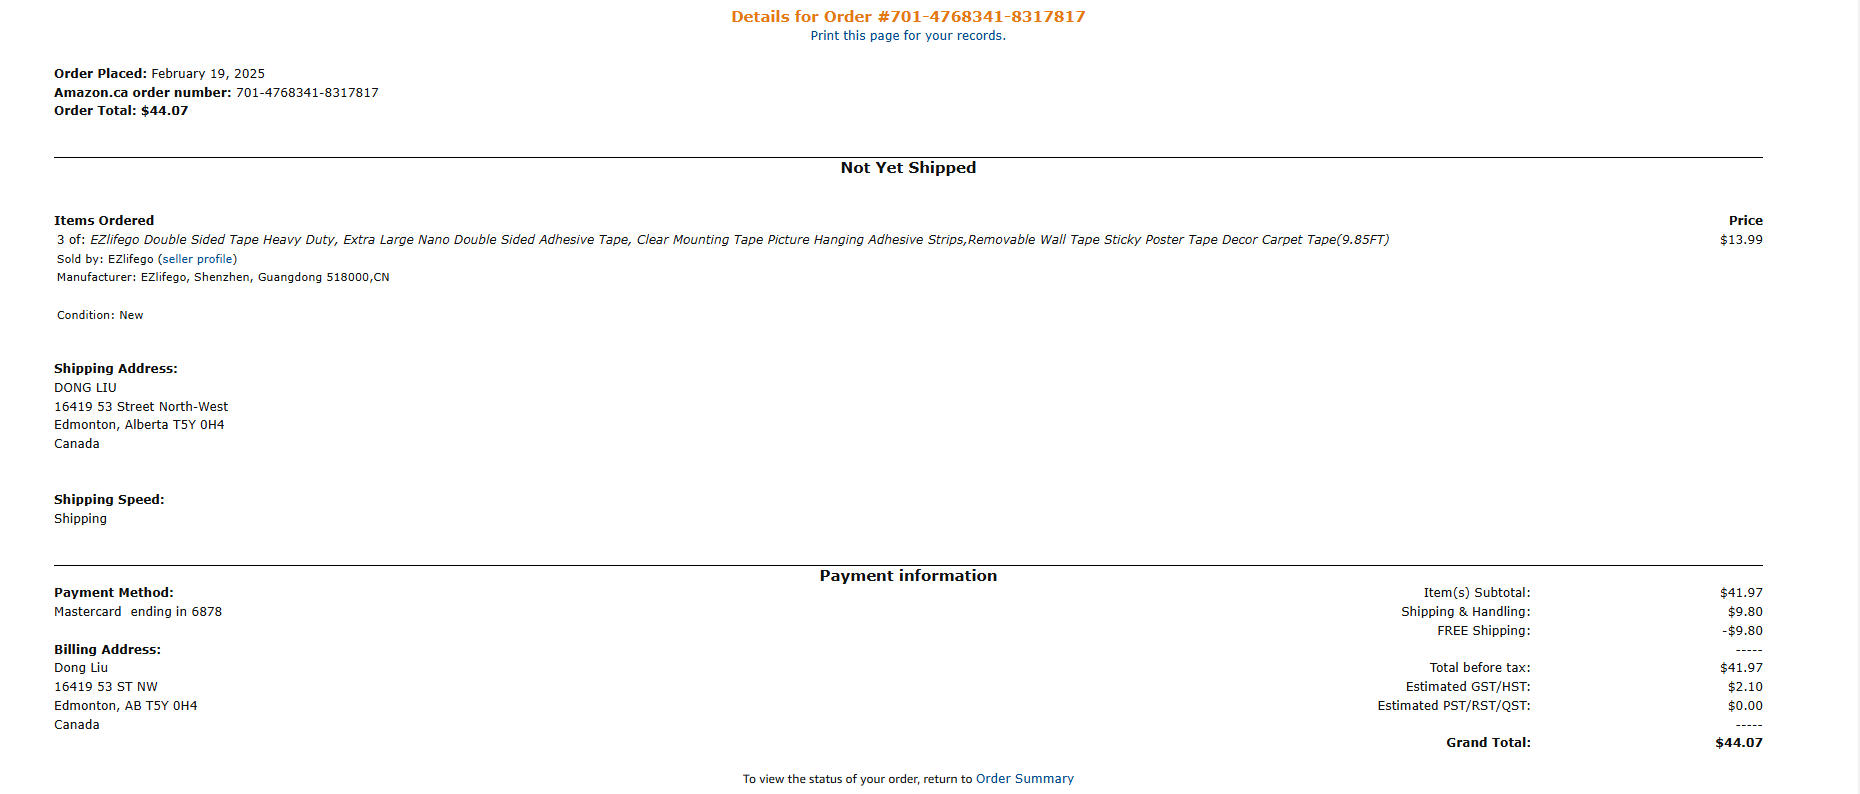 Details for Order #701-4768341-8317817
Print this page for your records.
Order Placed: February 19, 2025
Amazon.ca order number: 701-4768341-8317817
Order Total: $44.07
Not Yet Shipped
Items Ordered Price
3 of: EZlifego Double Sided Tape Heavy Duty, Extra Large Nano Double Sided Adhesive Tape, Clear Mounting Tape Picture Hanging Adhesive Strips,Removable Wall Tape Sticky Poster Tape Decor Carpet Tape(9.85FT) $13.99
Sold by: EZlifego (seller profile)
Manufacturer: EZlifego, Shenzhen, Guangdong 518000,CN
Condition: New
Shipping Address:
DONG LIU
16419 53 Street North-West
Edmonton, Alberta T5Y 0H4
Canada
Shipping Speed:
Shipping
Payment information
Payment Method:
Mastercard ending in 6878
Billing Address:
Dong Liu
16419 53 ST NW
Edmonton, AB T5Y 0H4
Canada
Item(s) Subtotal: $41.97
Shipping & Handling: $9.80
FREE Shipping: -$9.80
-----
Total before tax: $41.97
Estimated GST/HST: $2.10
Estimated PST/RST/QST: $0.00
-----
Grand Total: $44.07
To view the status of your order, return to Order Summary